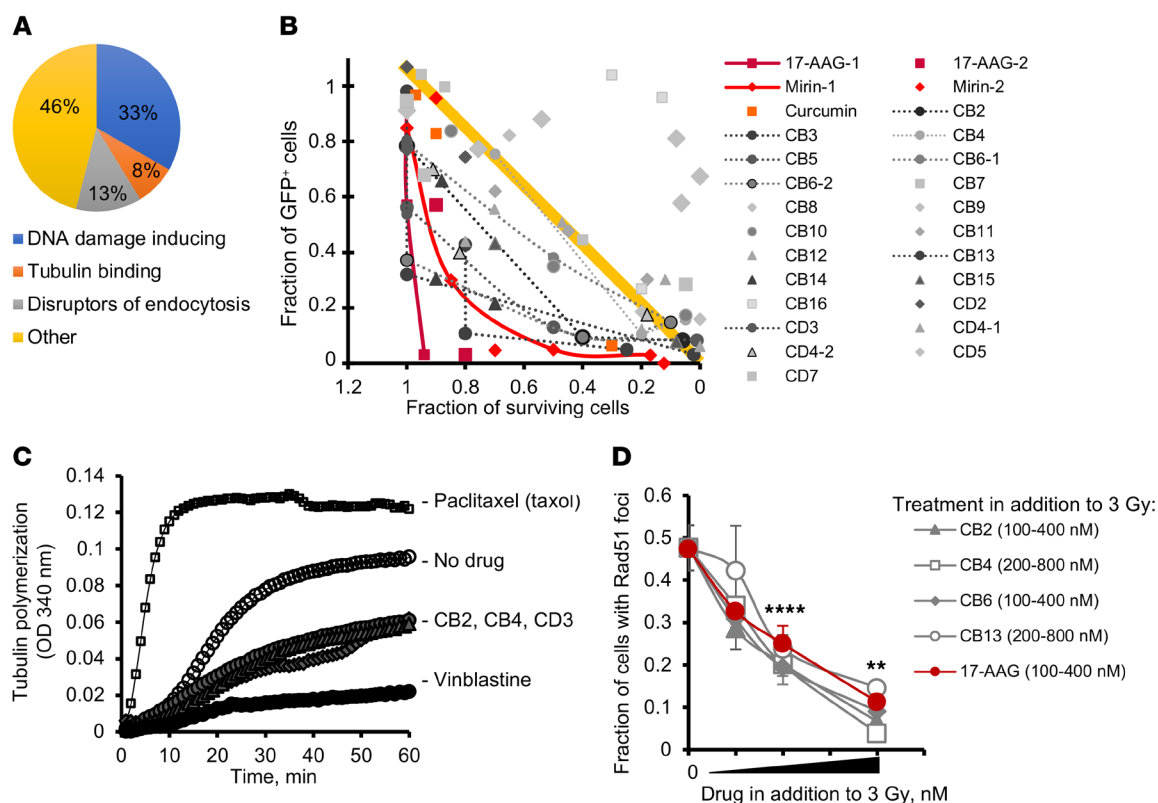 A
46%
33%
8%
13%
DNA damage inducing
Tubulin binding
Disruptors of endocytosis
Other
B
Fraction of GFP+ cells
1
0.8
0.6
0.4
0.2
0
1.2 1 0.8 0.6 0.4 0.2 0
Fraction of surviving cells
17-AAG-1 17-AAG-2
Mirin-1 Mirin-2
Curcumin CB2
CB3 CB4
CB5 CB6-1
CB6-2 CB7
CB8 CB9
CB10 CB11
CB12 CB13
CB14 CB15
CB16 CD2
CD3 CD4-1
CD4-2 CD5
CD7
C
Tubulin polymerization
(OD 340 nm)
0.14
0.12
0.1
0.08
0.06
0.04
0.02
0
0 10 20 30 40 50 60
Time, min
- Paclitaxel (taxol)
- No drug
- CB2, CB4, CD3
- Vinblastine
D
Fraction of cells with Rad51 foci
0.6
0.5
0.4
0.3
0.2
0.1
0
0
****
**
Drug in addition to 3 Gy, nM
Treatment in addition to 3 Gy:
CB2 (100-400 nM)
CB4 (200-800 nM)
CB6 (100-400 nM)
CB13 (200-800 nM)
17-AAG (100-400 nM)